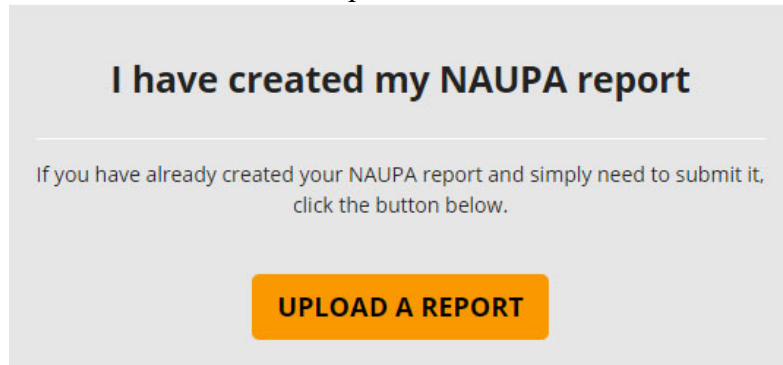 I have created my NAUPA report
If you have already created your NAUPA report and simply need to submit it,
click the button below.
UPLOAD A REPORT